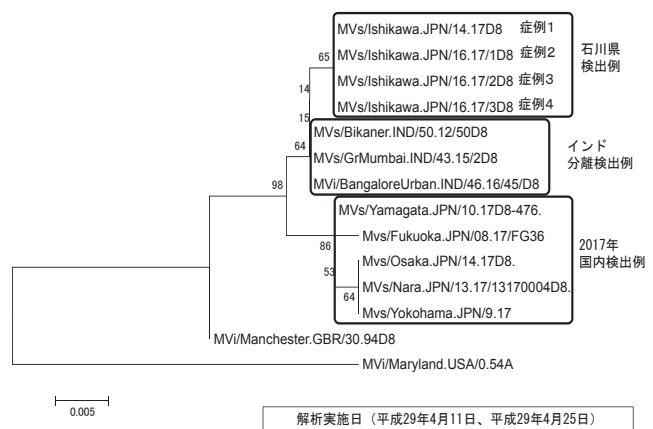 MVs/Ishikawa.JPN/14.17D8 症例1
MVs/Ishikawa.JPN/16.17/1D8 症例2
MVs/Ishikawa.JPN/16.17/2D8 症例3
MVs/Ishikawa.JPN/16.17/3D8 症例4
石川県
検出例
65
14
15
MVs/Bikaner.IND/50.12/50D8
MVs/GrMumbai.IND/43.15/2D8
MVi/BangaloreUrban.IND/46.16/45/D8
インド
分離検出例
64
98
MVs/Yamagata.JPN/10.17D8-476.
Mvs/Fukuoka.JPN/08.17/FG36
MVs/Osaka.JPN/14.17D8.
MVs/Nara.JPN/13.17/13170004D8.
Mvs/Yokohama.JPN/9.17
2017年
国内検出例
86
53
64
MVi/Manchester.GBR/30.94D8
MVi/Maryland.USA/0.54A
0.005
解析実施日（平成29年4月11日、平成29年4月25日）